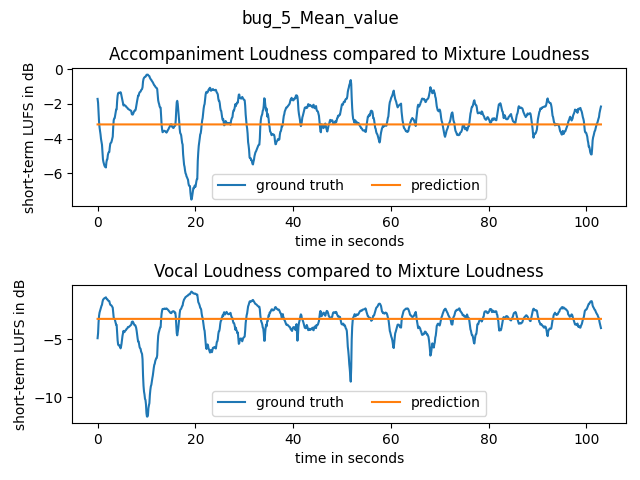 bug_5_Mean_value
Accompaniment Loudness compared to Mixture Loudness
short-term LUFS in dB
0
−2
−4
−6
ground truth
prediction
0
20
40
60
80
100
time in seconds
Vocal Loudness compared to Mixture Loudness
short-term LUFS in dB
−5
−10
ground truth
prediction
0
20
40
60
80
100
time in seconds